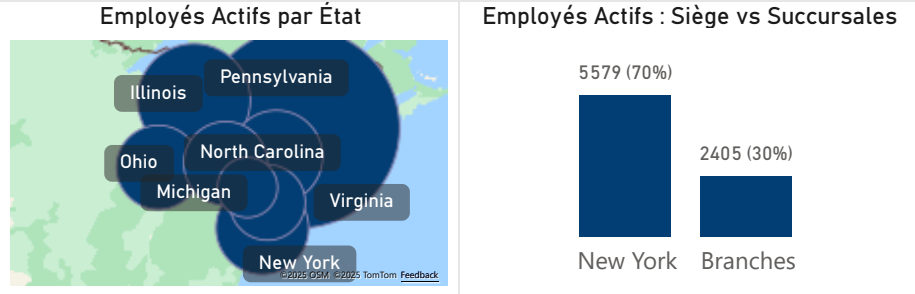 Employés Actifs par État
Pennsylvania
Illinois
North Carolina
Ohio
Michigan
Virginia
New York
©2025 OSM ©2025 TomTom Feedback
Employés Actifs : Siège vs Succursales
5579 (70%)
2405 (30%)
New York Branches